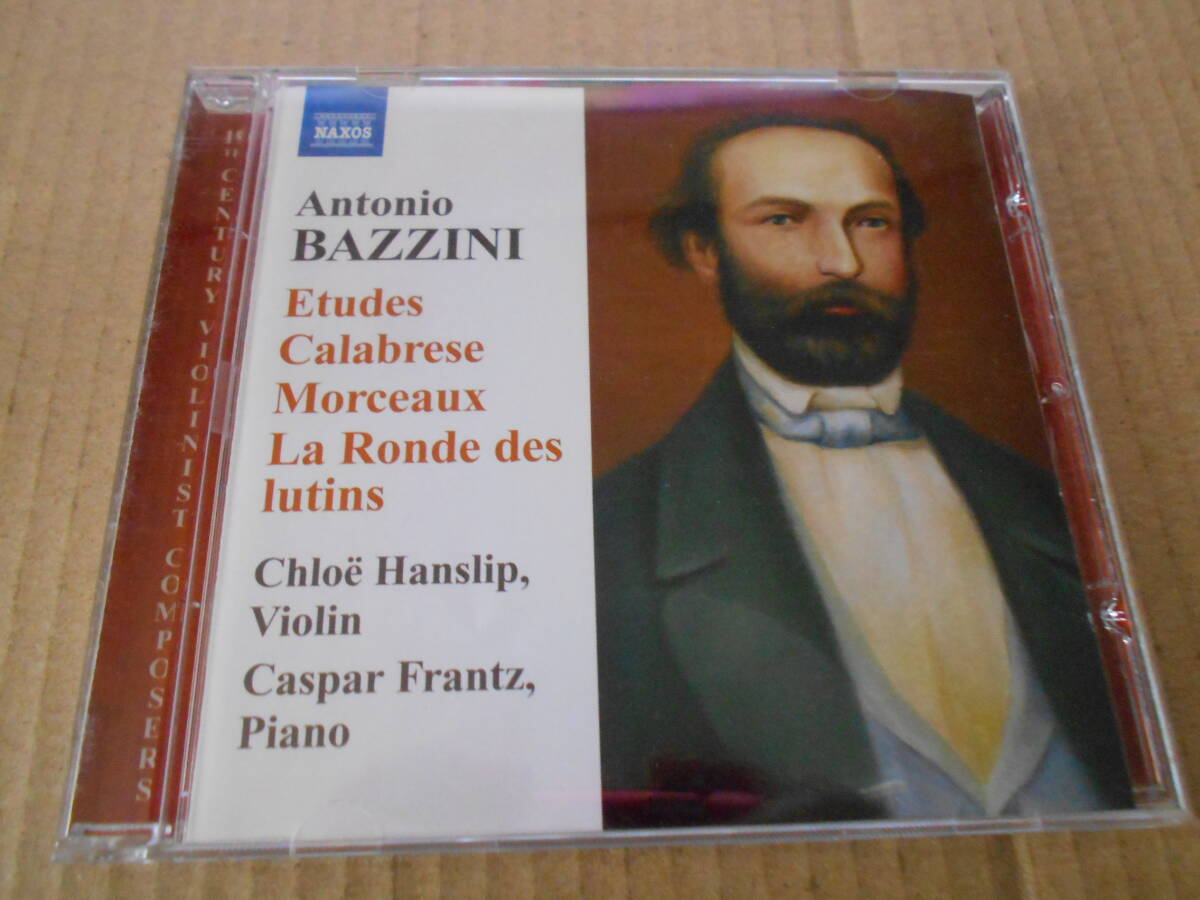 NAXOS
Antonio
BAZZINI
Etudes
Calabrese
Morceaux
La Ronde des
lutins
Chloë Hanslip,
Violin
Caspar Frantz,
Piano
19TH CENTURY VIOLINIST COMPOSERS